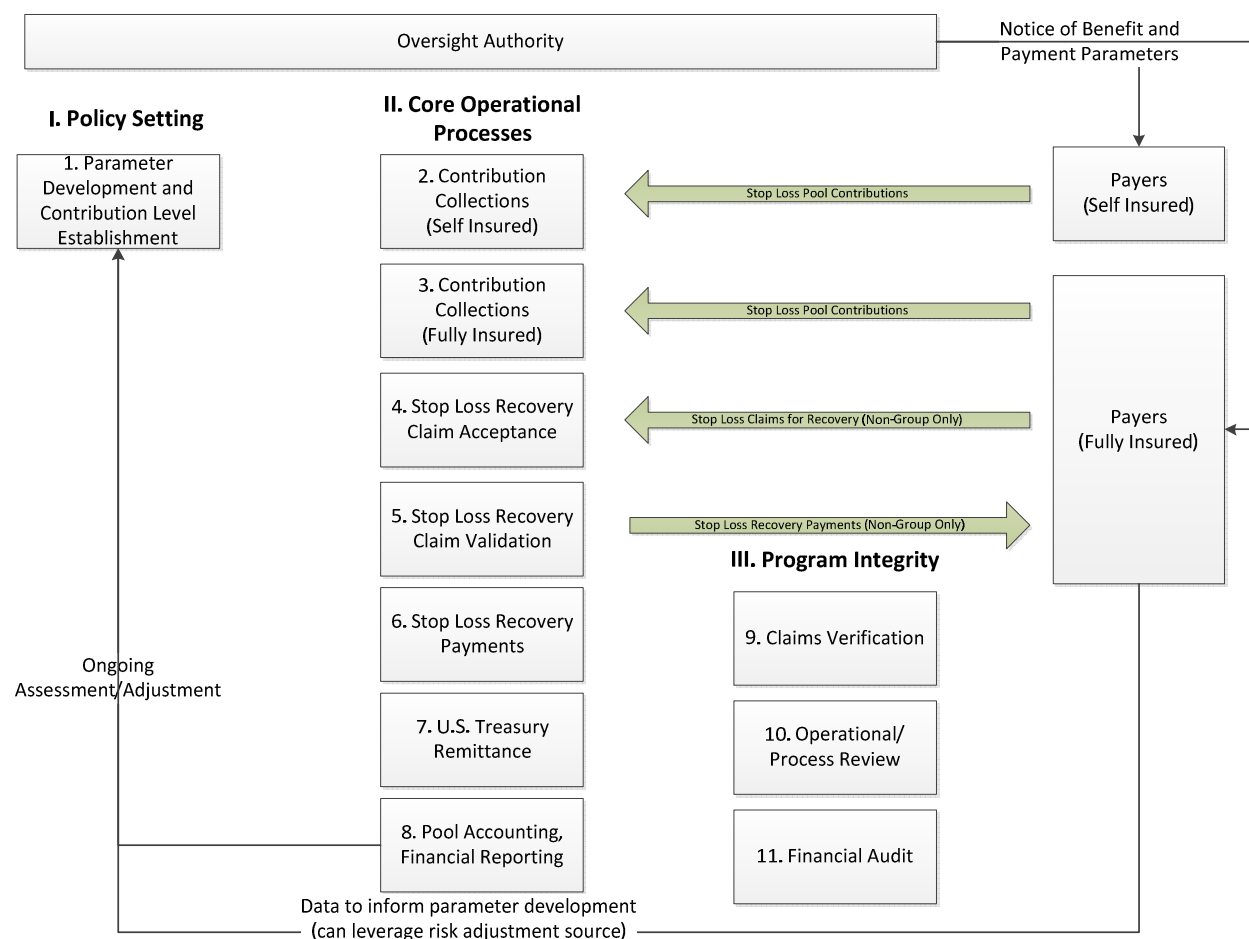 Oversight Authority
Notice of Benefit and
Payment Parameters
I. Policy Setting
1. Parameter
Development and
Contribution Level
Establishment
II. Core Operational
Processes
2. Contribution
Collections
(Self Insured)
Stop Loss Pool Contributions
Payers
(Self Insured)
3. Contribution
Collections
(Fully Insured)
Stop Loss Pool Contributions
4. Stop Loss Recovery
Claim Acceptance
Stop Loss Claims for Recovery (Non-Group Only)
Payers
(Fully Insured)
5. Stop Loss Recovery
Claim Validation
Stop Loss Recovery Payments (Non-Group Only)
III. Program Integrity
6. Stop Loss Recovery
Payments
9. Claims Verification
Ongoing
Assessment/Adjustment
7. U.S. Treasury
Remittance
10. Operational/
Process Review
8. Pool Accounting,
Financial Reporting
11. Financial Audit
Data to inform parameter development
(can leverage risk adjustment source)